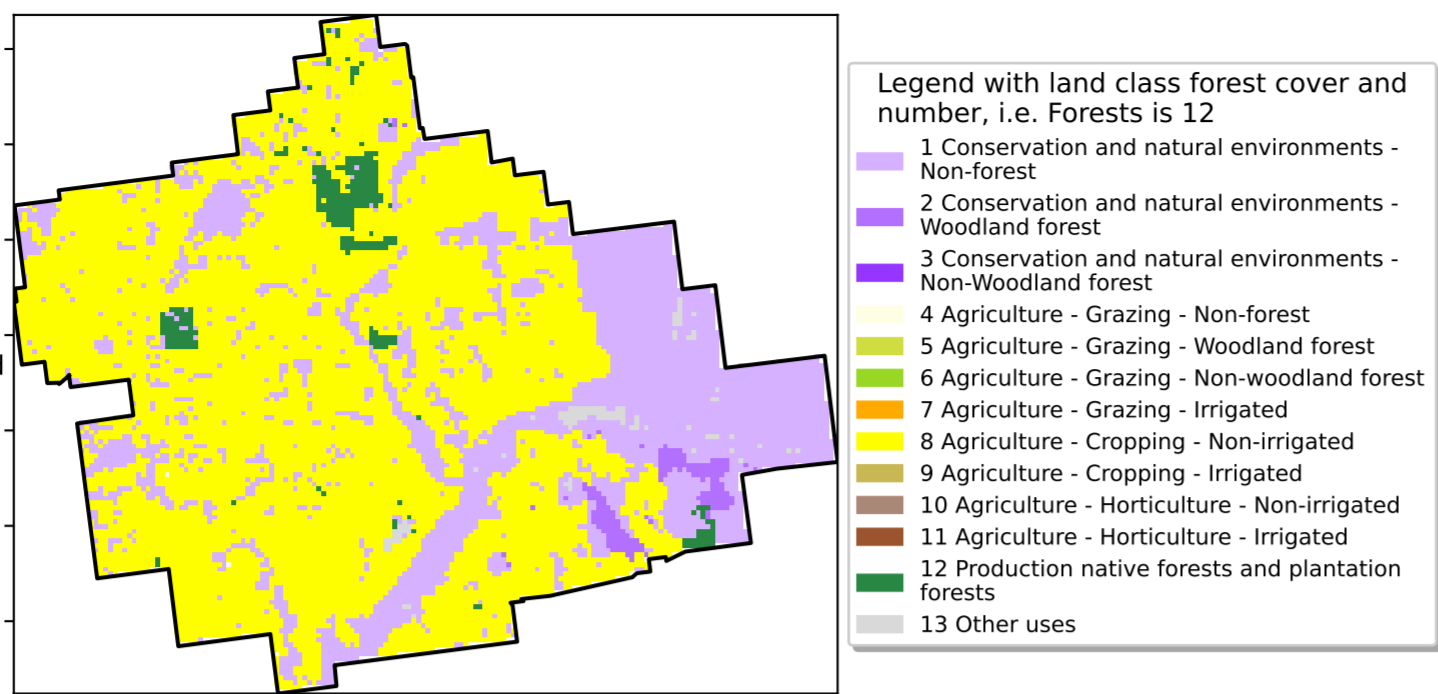 Legend with land class forest cover and
number, i.e. Forests is 12
1 Conservation and natural environments -
Non-forest
2 Conservation and natural environments -
Woodland forest
3 Conservation and natural environments -
Non-Woodland forest
4 Agriculture - Grazing - Non-forest
5 Agriculture - Grazing - Woodland forest
6 Agriculture - Grazing - Non-woodland forest
7 Agriculture - Grazing - Irrigated
8 Agriculture - Cropping - Non-irrigated
9 Agriculture - Cropping - Irrigated
10 Agriculture - Horticulture - Non-irrigated
11 Agriculture - Horticulture - Irrigated
12 Production native forests and plantation
forests
13 Other uses